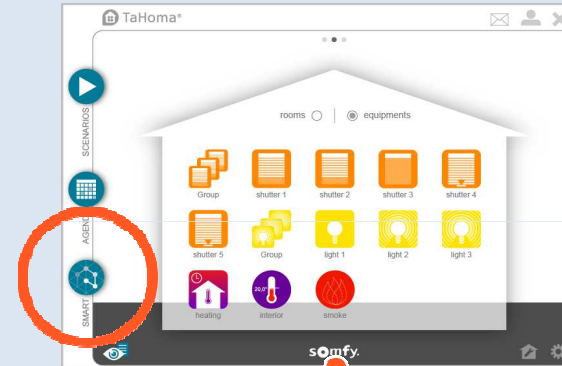 TaHoma®
rooms
equipments
SCENARIOS
Group
shutter 1
shutter 2
shutter 3
shutter 4
AGEND
shutter 5
Group
light 1
light 2
light 3
SMART
20,0°
heating
interior
smoke
somfy.